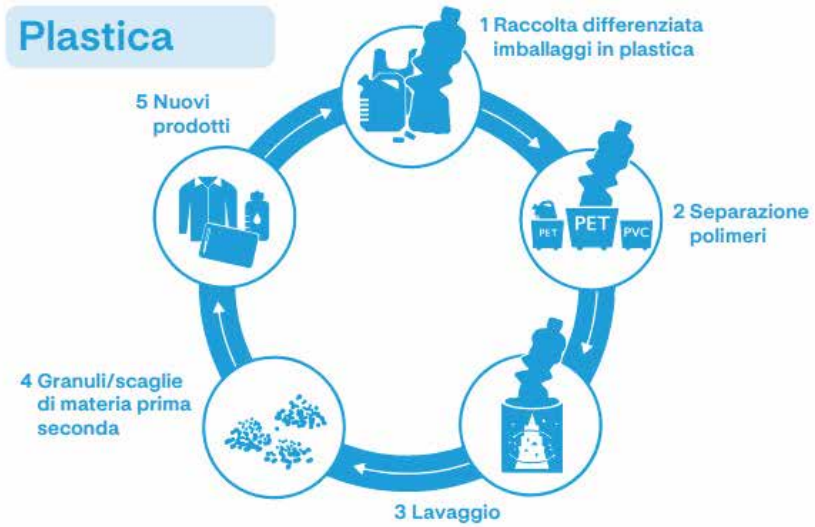 Plastica
1 Raccolta differenziata
imballaggi in plastica
PET
PET
PVC
2 Separazione
polimeri
3 Lavaggio
4 Granuli/scaglie
di materia prima
seconda
5 Nuovi
prodotti